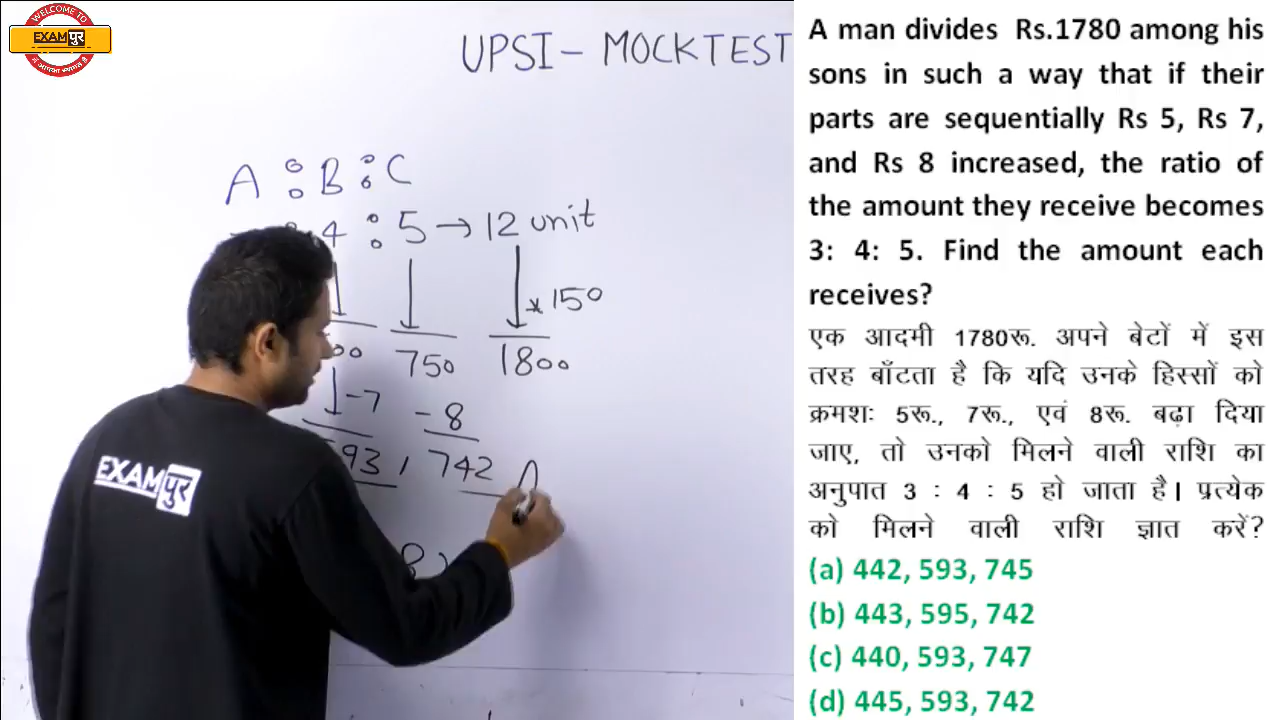 WELCOME TO
EXAMपुर
UPSI - MOCKTEST
A : B : C
4 : 5 → 12 unit
*150
750 1800
-7 -8
93, 742
EXAMपुर
A man divides Rs.1780 among his
sons in such a way that if their
parts are sequentially Rs 5, Rs 7,
and Rs 8 increased, the ratio of
the amount they receive becomes
3: 4: 5. Find the amount each
receives?
एक आदमी 1780रू. अपने बेटों में इस
तरह बाँटता है कि यदि उनके हिस्सों को
क्रमशः 5रू., 7रू., एवं 8रू. बढ़ा दिया
जाए, तो उनको मिलने वाली राशि का
अनुपात 3 : 4 : 5 हो जाता है। प्रत्येक
को मिलने वाली राशि ज्ञात करें?
(a) 442, 593, 745
(b) 443, 595, 742
(c) 440, 593, 747
(d) 445, 593, 742